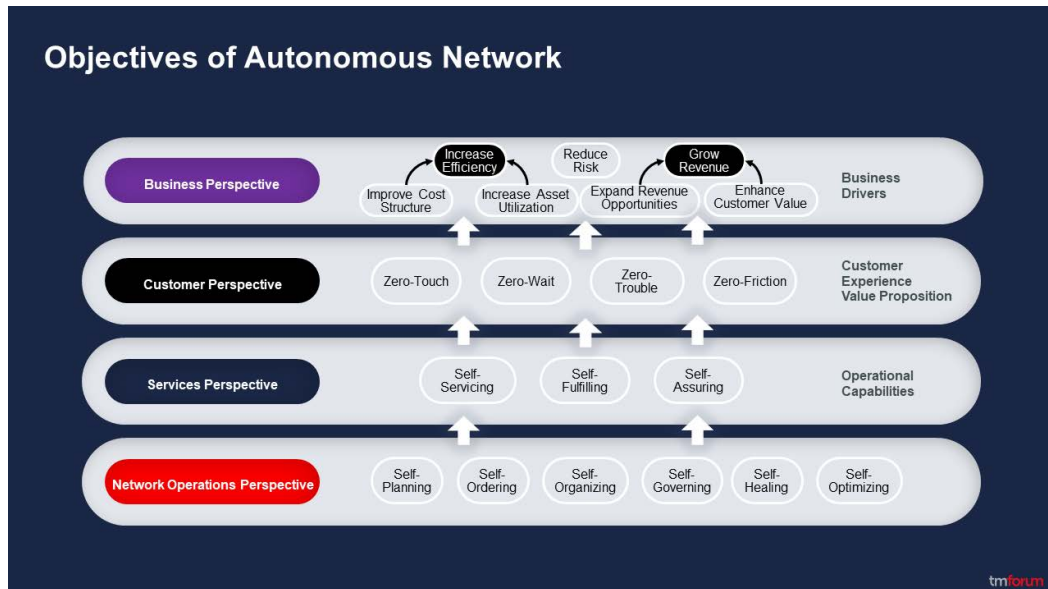 Objectives of Autonomous Network
Business Perspective
Increase
Efficiency
Reduce
Risk
Grow
Revenue
Improve Cost
Structure
Increase Asset
Utilization
Expand Revenue
Opportunities
Enhance
Customer Value
Business
Drivers
Customer Perspective
Zero-Touch
Zero-Wait
Zero-
Trouble
Zero-Friction
Customer
Experience
Value Proposition
Services Perspective
Self-
Servicing
Self-
Fulfilling
Self-
Assuring
Operational
Capabilities
Network Operations Perspective
Self-
Planning
Self-
Ordering
Self-
Organizing
Self-
Governing
Self-
Healing
Self-
Optimizing
tmforum